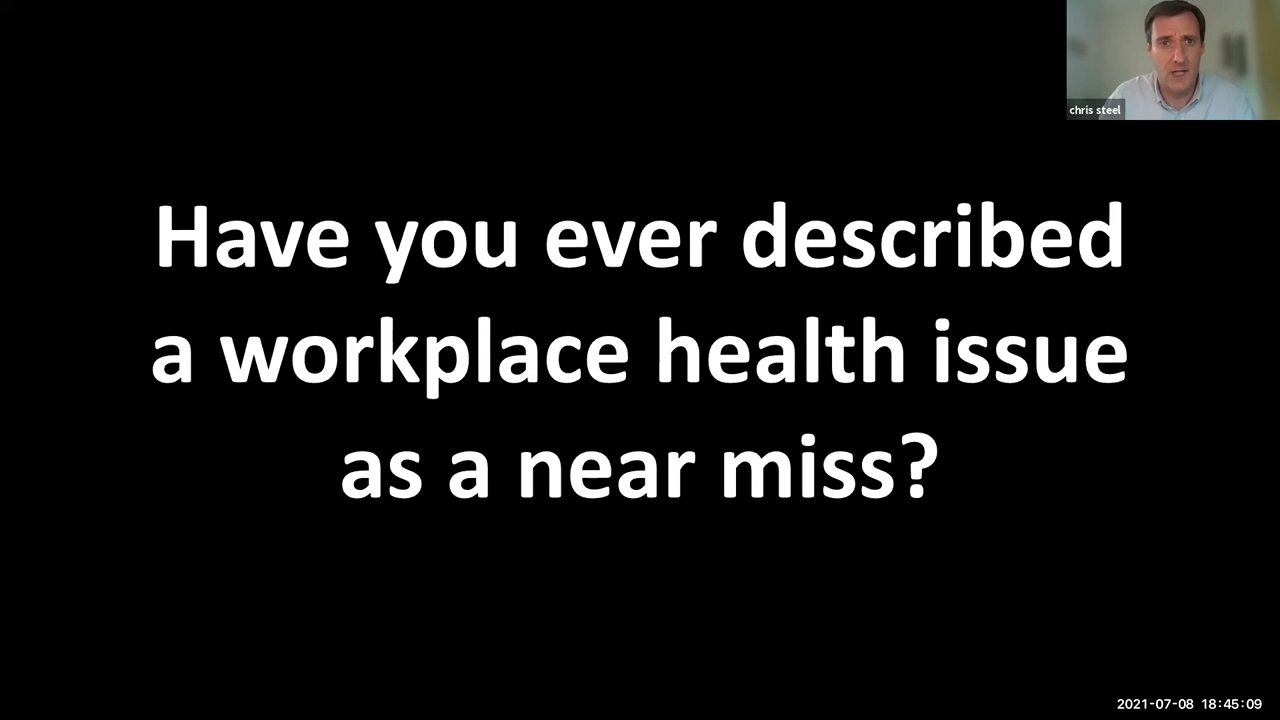 chris steel
Have you ever described
a workplace health issue
as a near miss?
2021-07-08 18:45:09